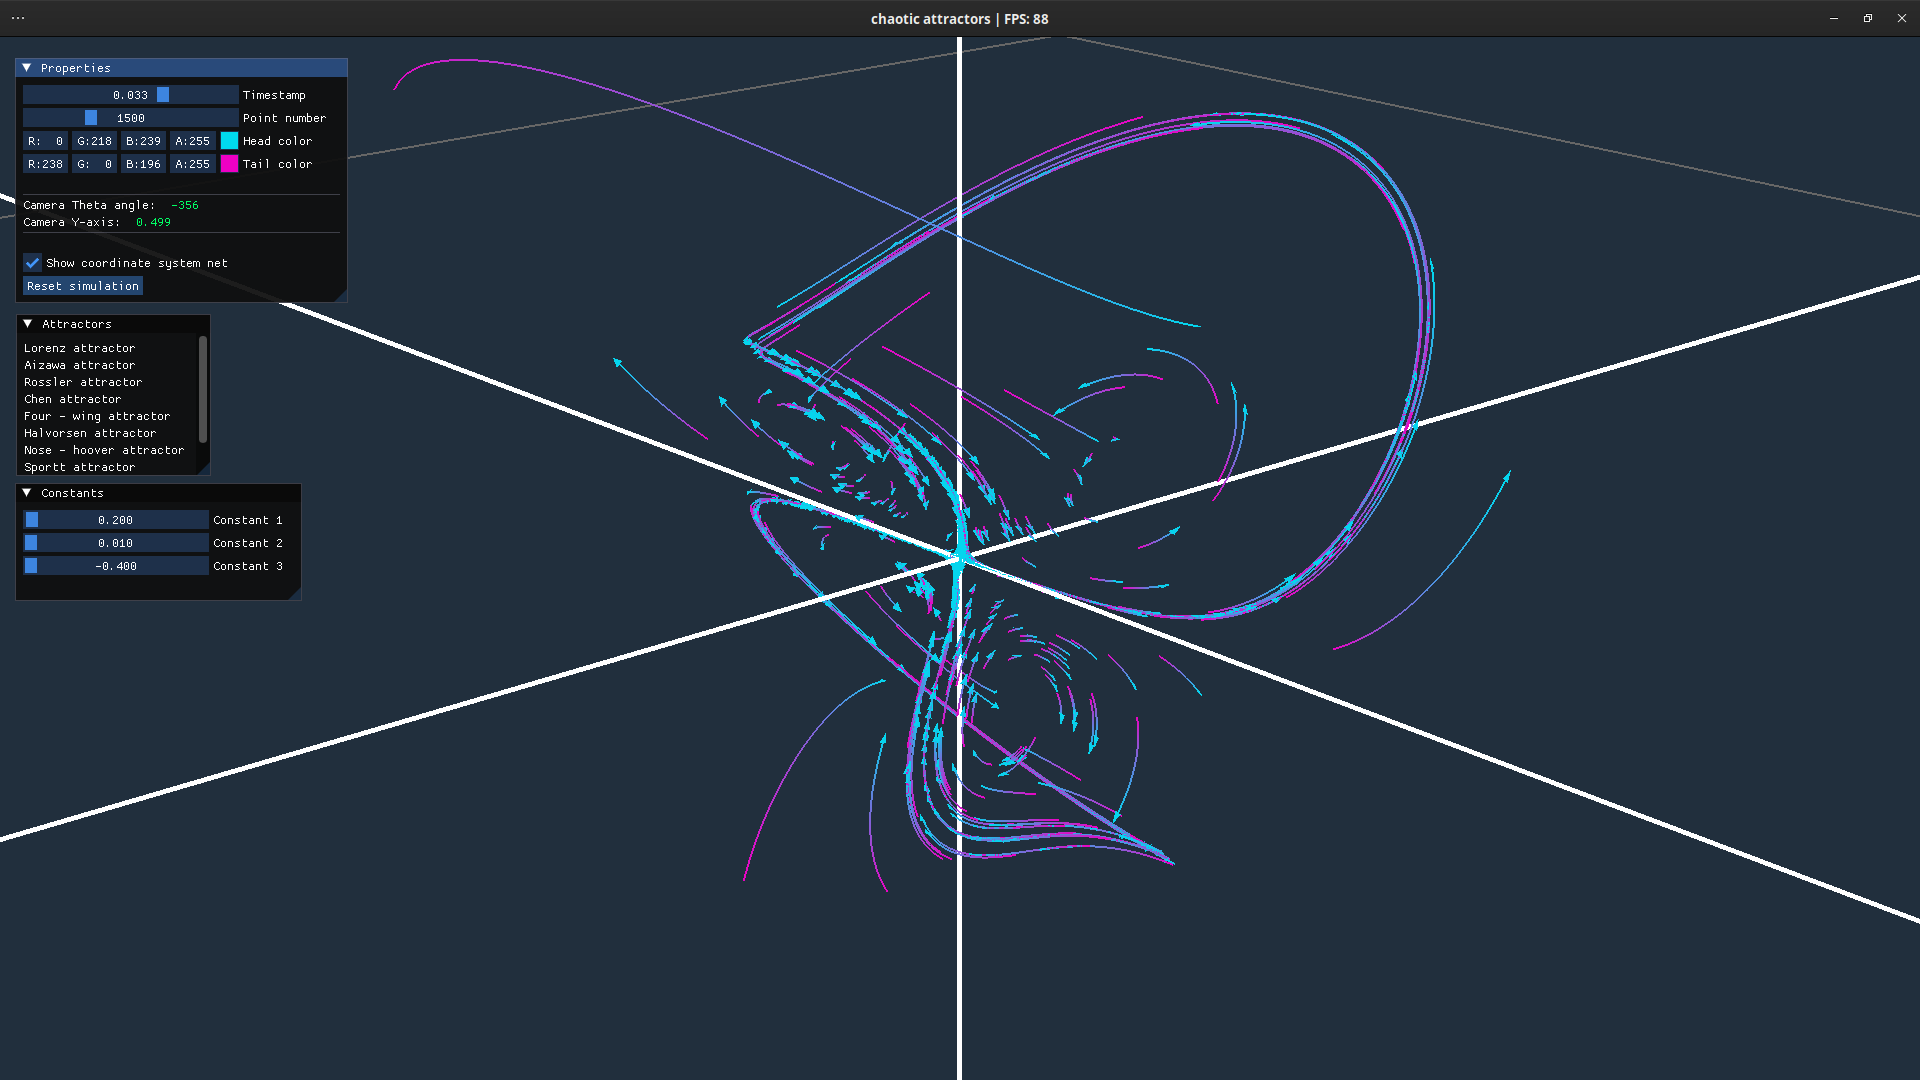 chaotic attractors | FPS: 88
Properties
0.033 Timestamp
1500 Point number
R: 0 G:218 B:239 A:255 Head color
R:238 G: 0 B:196 A:255 Tail color
Camera Theta angle: -356
Camera Y-axis: 0.499
Show coordinate system net
Reset simulation
Attractors
Lorenz attractor
Aizawa attractor
Rossler attractor
Chen attractor
Four - wing attractor
Halvorsen attractor
Nose - hoover attractor
Sportt attractor
Constants
0.200 Constant 1
0.010 Constant 2
-0.400 Constant 3